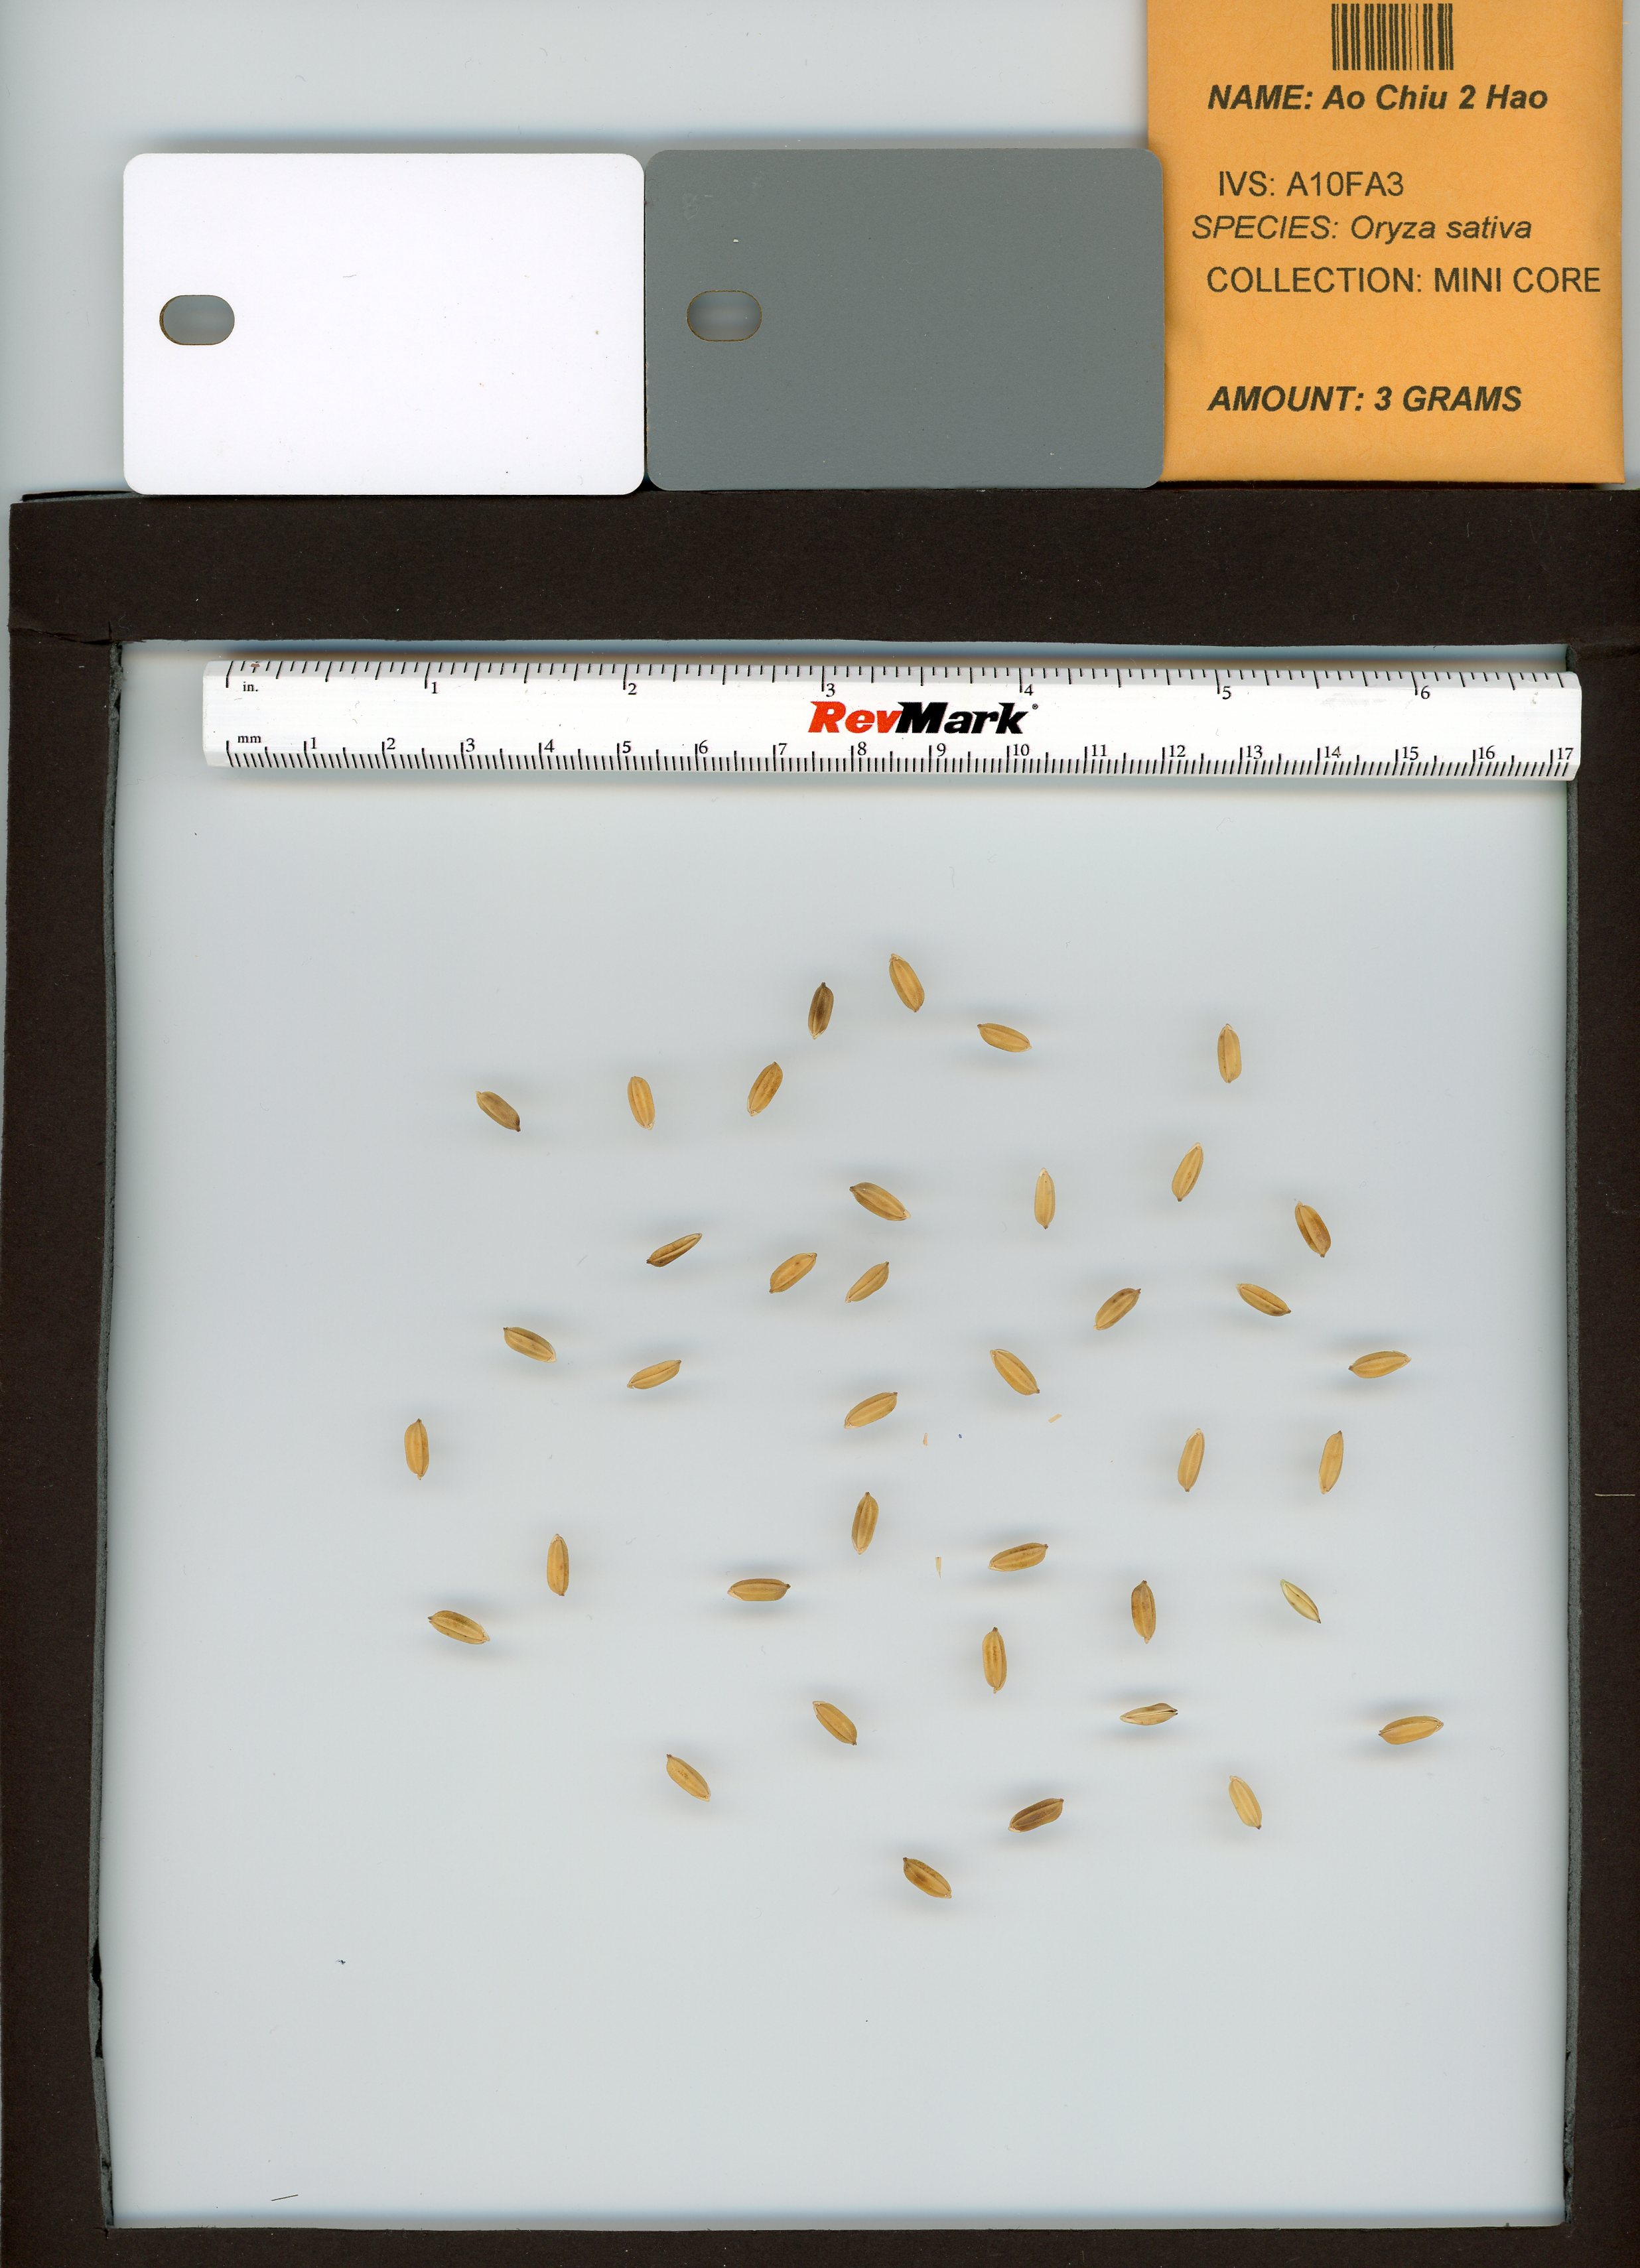 NAME: Ao Chiu 2 Hao
IVS: A10FA3
SPECIES: Oryza sativa
COLLECTION: MINI CORE
AMOUNT: 3 GRAMS
in. 1 2 3 4 5 6
RevMark®
mm 1 2 3 4 5 6 7 8 9 10 11 12 13 14 15 16 17